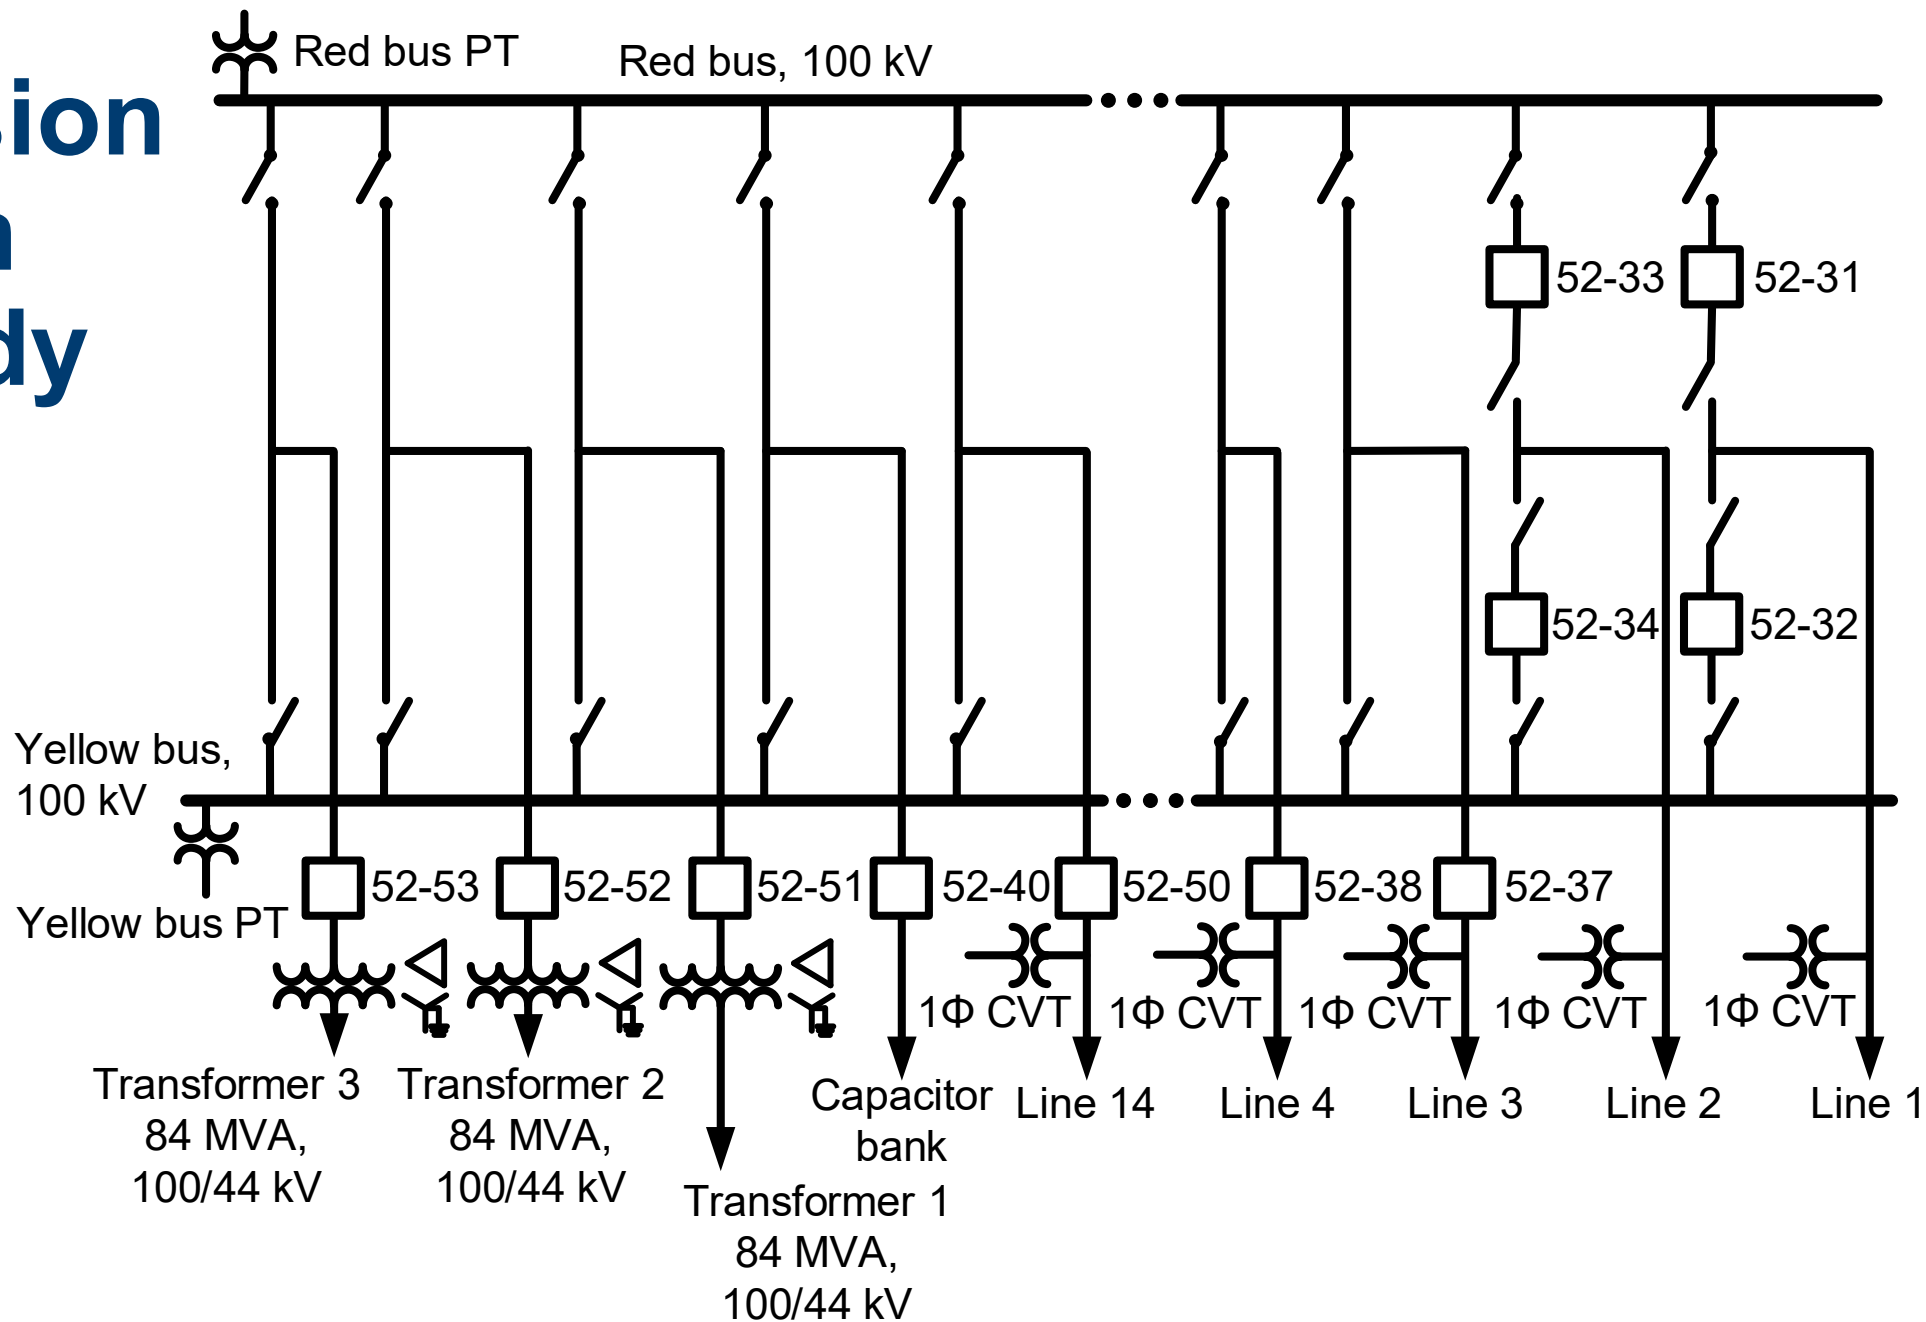 sion
n
dy
Red bus PT
Red bus, 100 kV
52-33
52-31
52-34
52-32
Yellow bus,
100 kV
Yellow bus PT
52-53
52-52
52-51
52-40
52-50
52-38
52-37
1Φ CVT
1Φ CVT
1Φ CVT
1Φ CVT
1Φ CVT
Transformer 3
84 MVA,
100/44 kV
Transformer 2
84 MVA,
100/44 kV
Transformer 1
84 MVA,
100/44 kV
Capacitor
bank
Line 14
Line 4
Line 3
Line 2
Line 1